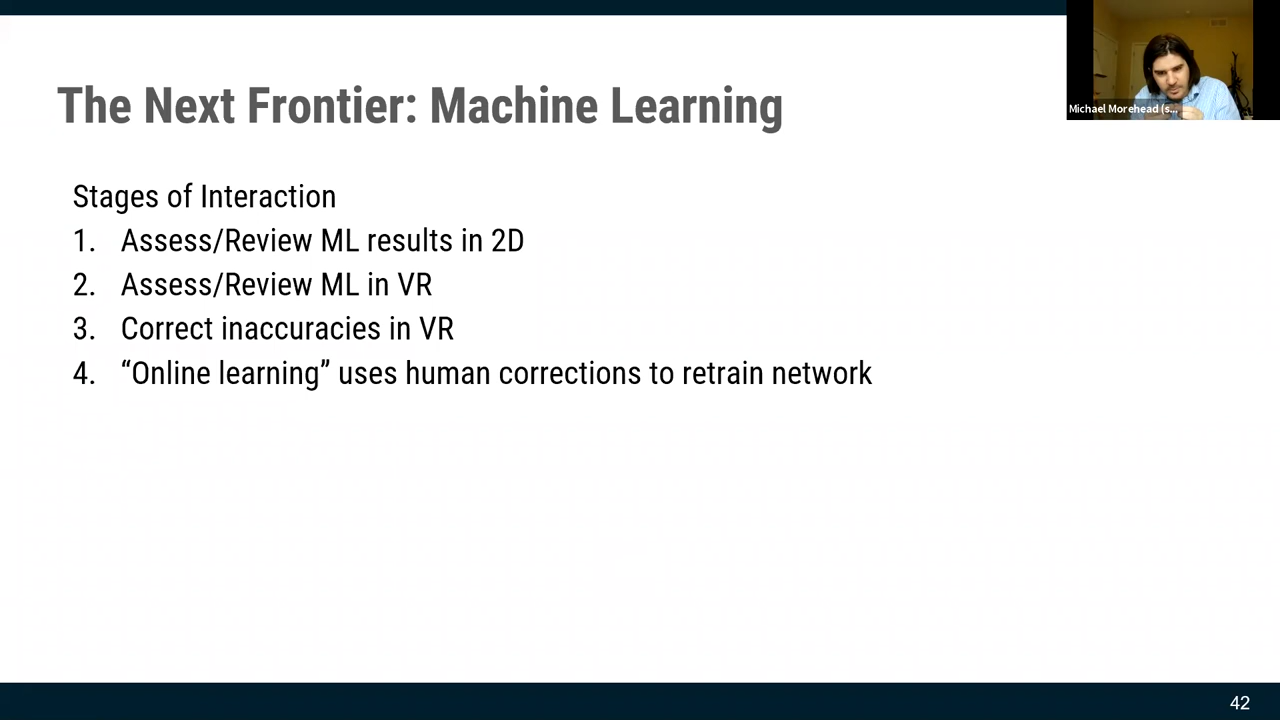 The Next Frontier: Machine Learning
Michael Morehead (s...
Stages of Interaction
1. Assess/Review ML results in 2D
2. Assess/Review ML in VR
3. Correct inaccuracies in VR
4. “Online learning” uses human corrections to retrain network
42